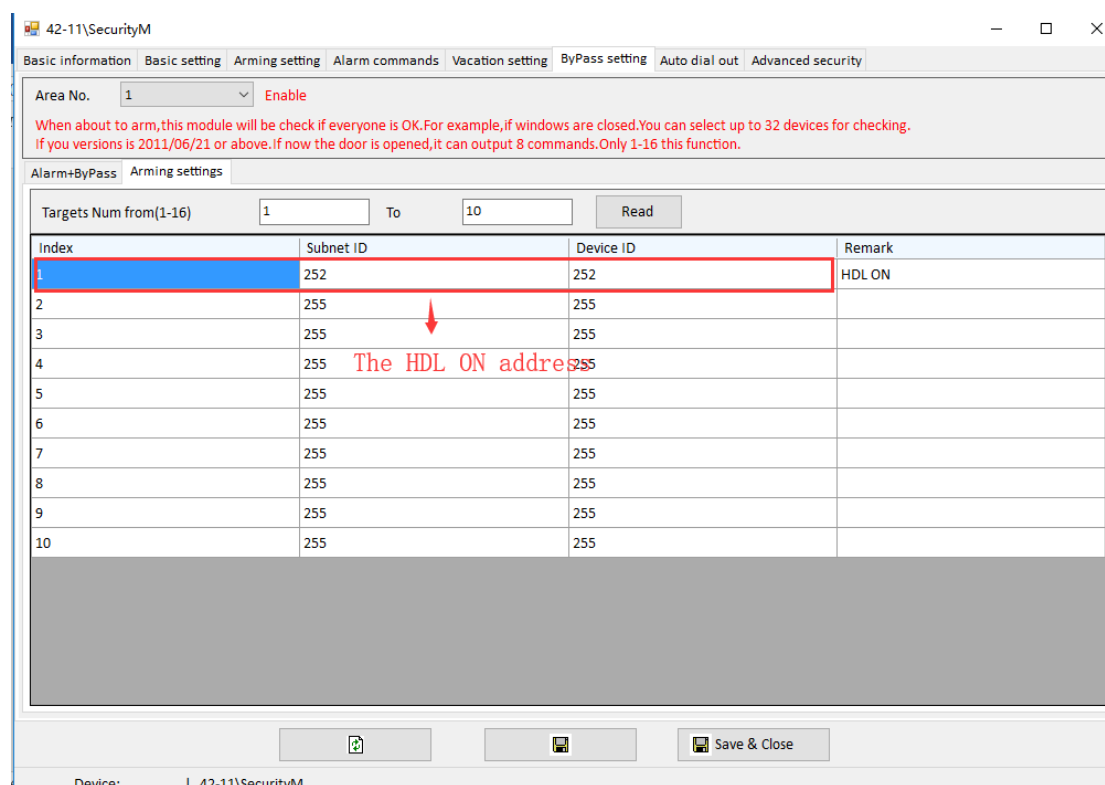 42-11\SecurityM
Basic information Basic setting Arming setting Alarm commands Vacation setting ByPass setting Auto dial out Advanced security
Area No. 1 Enable
When about to arm,this module will be check if everyone is OK.For example,if windows are closed.You can select up to 32 devices for checking.
If you versions is 2011/06/21 or above.If now the door is opened,it can output 8 commands.Only 1-16 this function.
Alarm+ByPass Arming settings
Targets Num from(1-16) 1 To 10 Read
Index Subnet ID Device ID Remark
1 252 252 HDL ON
2 255 255
3 255 255
4 255 255
The HDL ON address
5 255 255
6 255 255
7 255 255
8 255 255
9 255 255
10 255 255
Save & Close
Device: 42-11\SecurityM